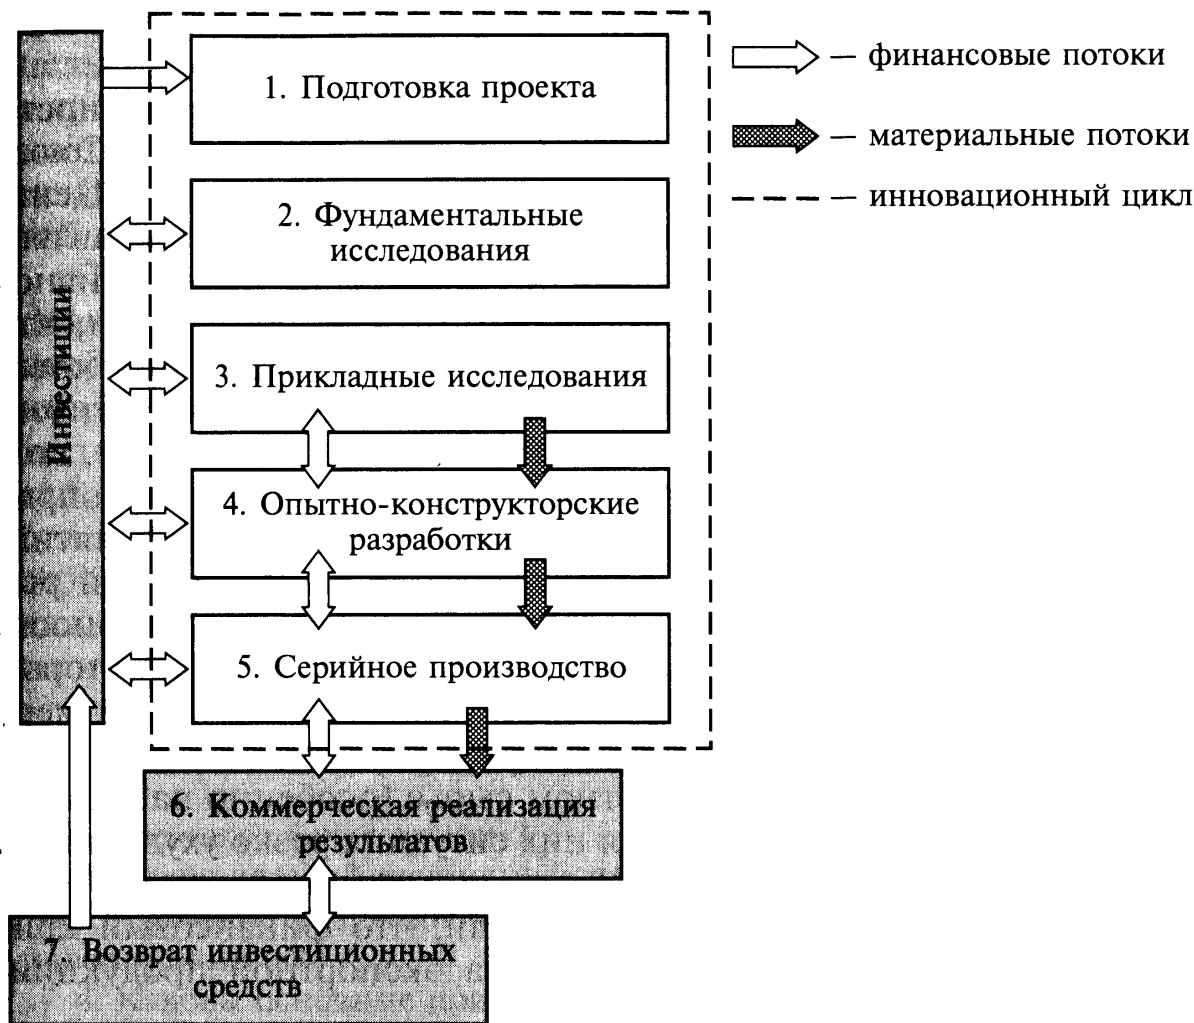 Инвестиции
1. Подготовка проекта
2. Фундаментальные
исследования
3. Прикладные исследования
4. Опытно-конструкторские
разработки
5. Серийное производство
6. Коммерческая реализация
результатов
7. Возврат инвестиционных
средств
— финансовые потоки
— материальные потоки
— инновационный цикл